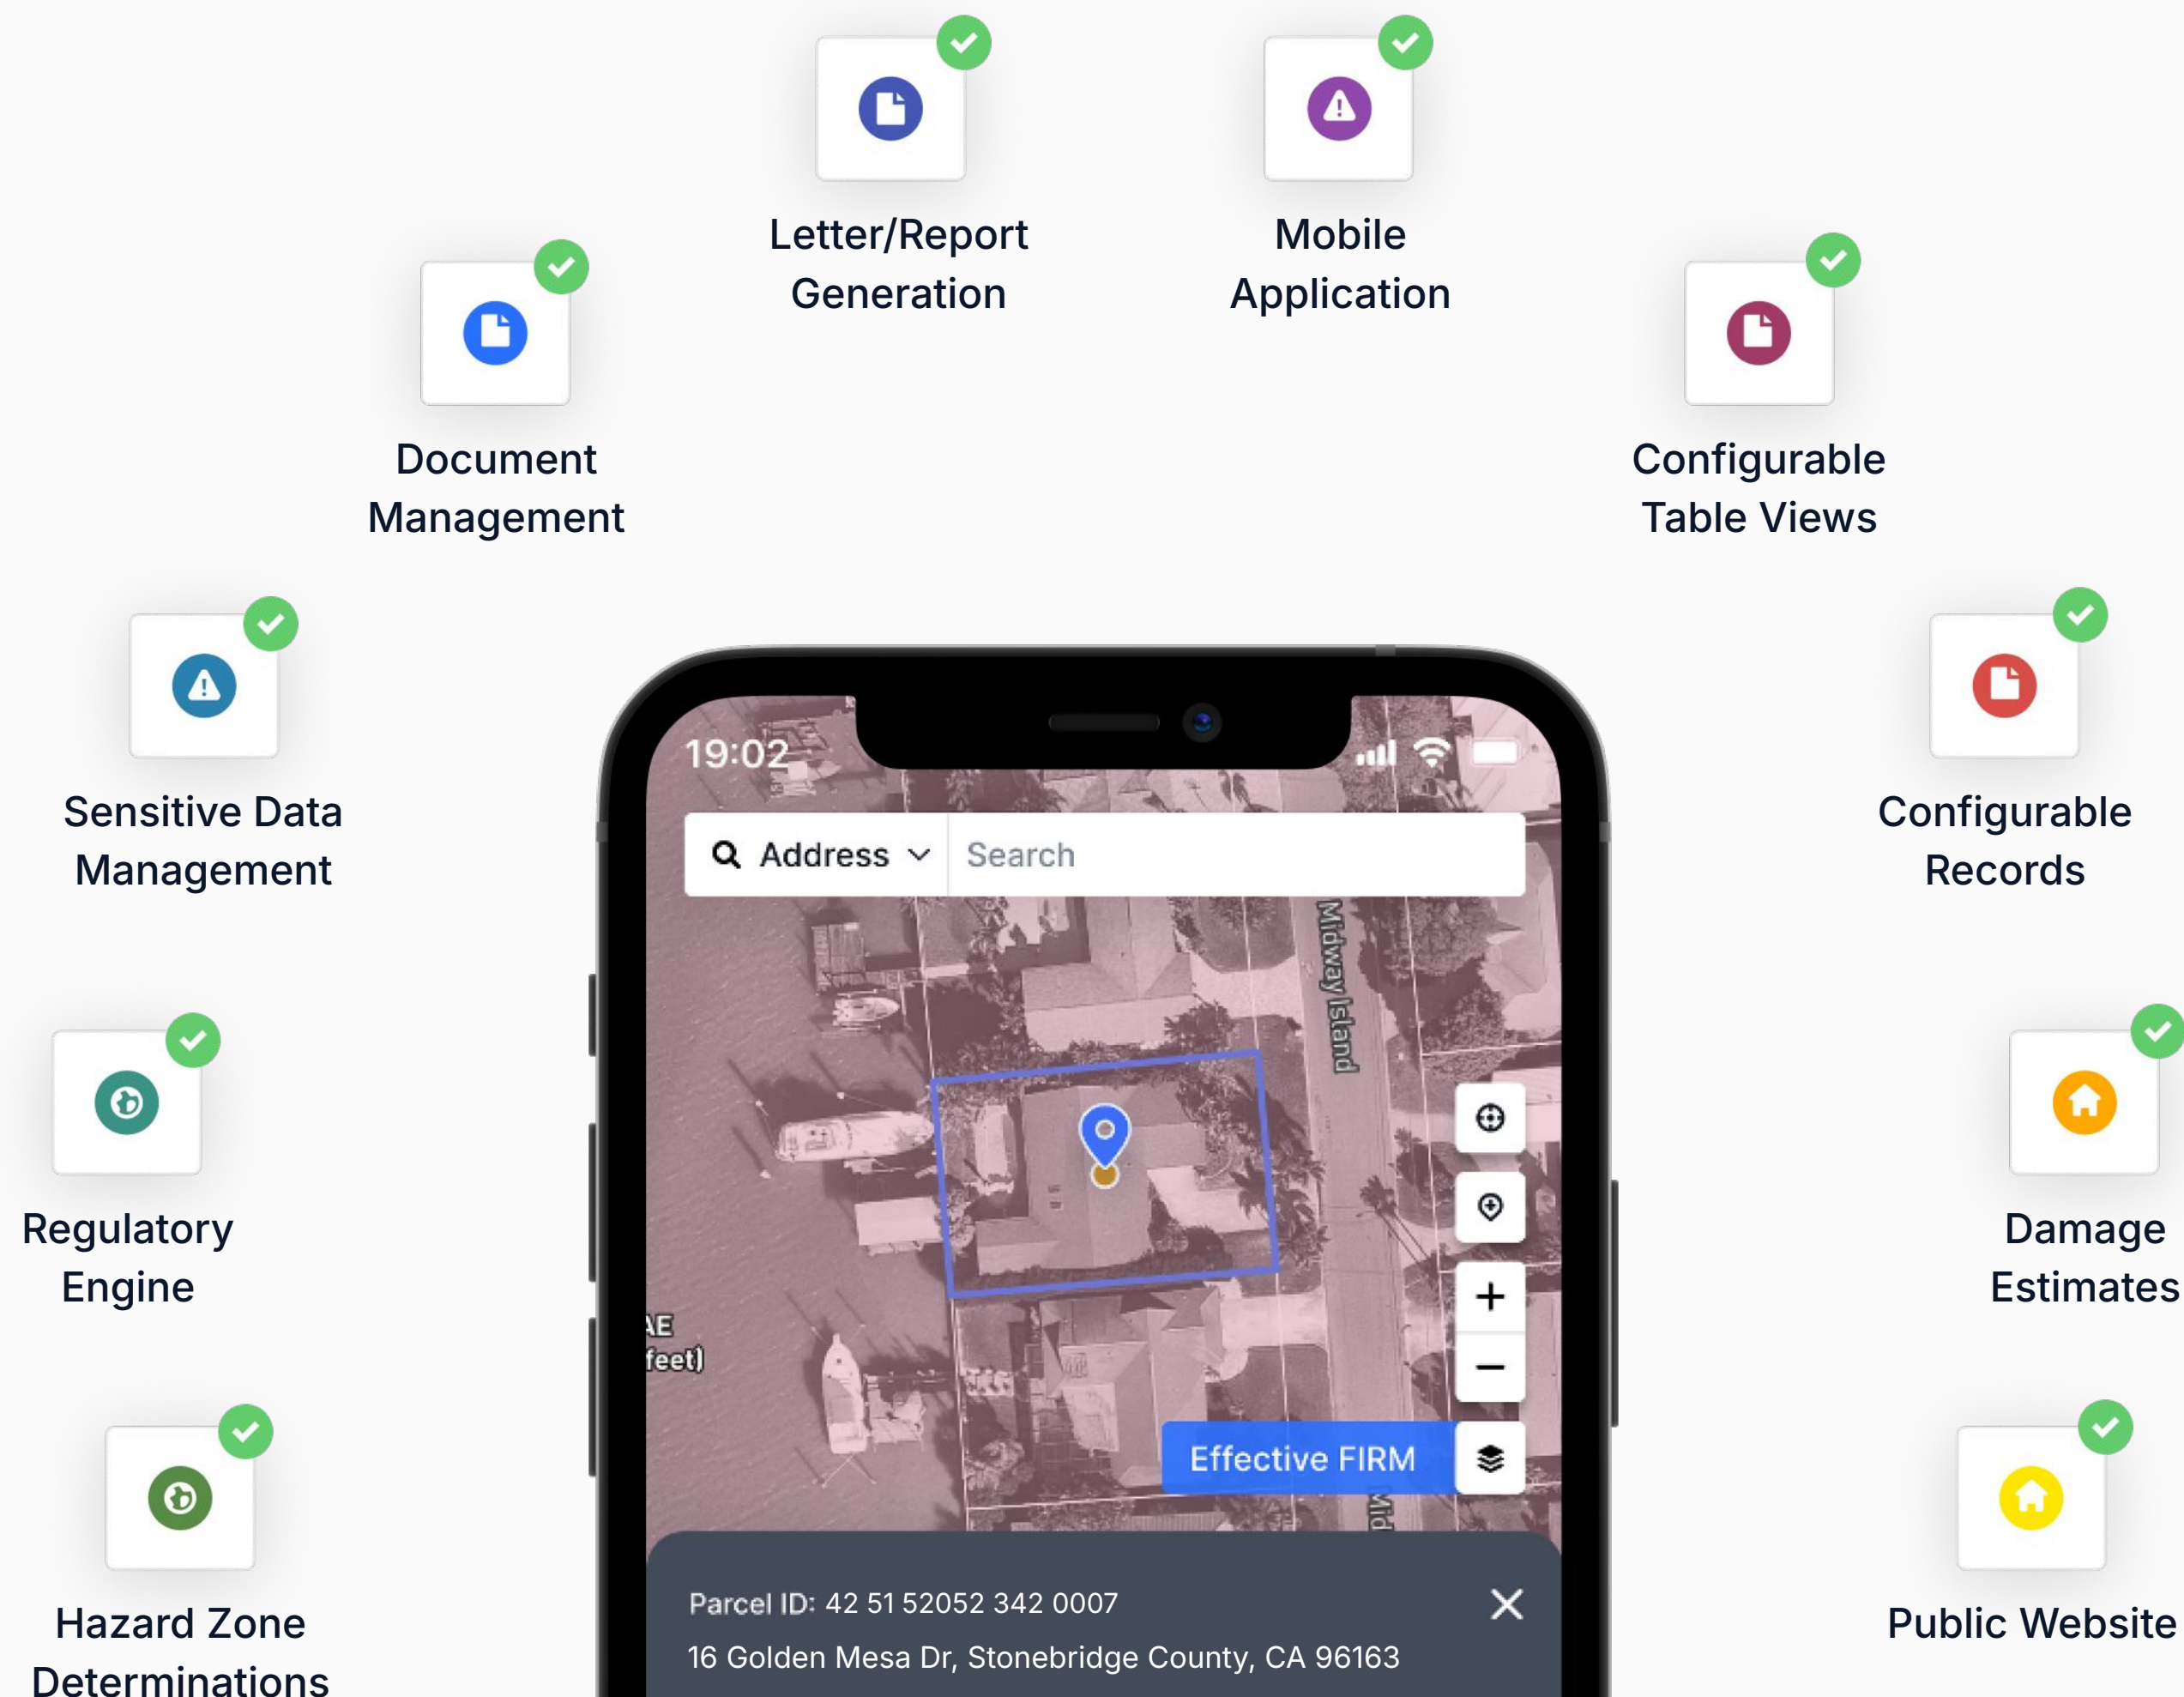 Letter/Report
Generation
Mobile
Application
Document
Management
Configurable
Table Views
Sensitive Data
Management
Configurable
Records
19:02
Address
Search
Midway Island
Regulatory
Engine
Damage
Estimates
AE
feet)
Effective FIRM
Mid
Hazard Zone
Determinations
Public Website
Parcel ID: 42 51 52052 342 0007
16 Golden Mesa Dr, Stonebridge County, CA 96163